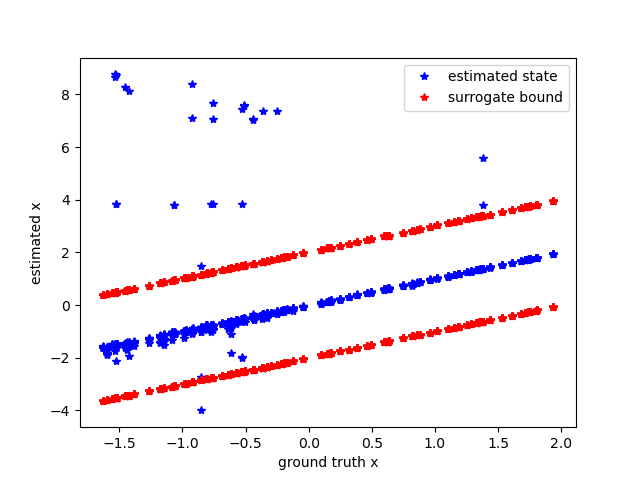 estimated state
surrogate bound
8
6
4
2
0
−2
−4
estimated x
−1.5 −1.0 −0.5 0.0 0.5 1.0 1.5 2.0
ground truth x